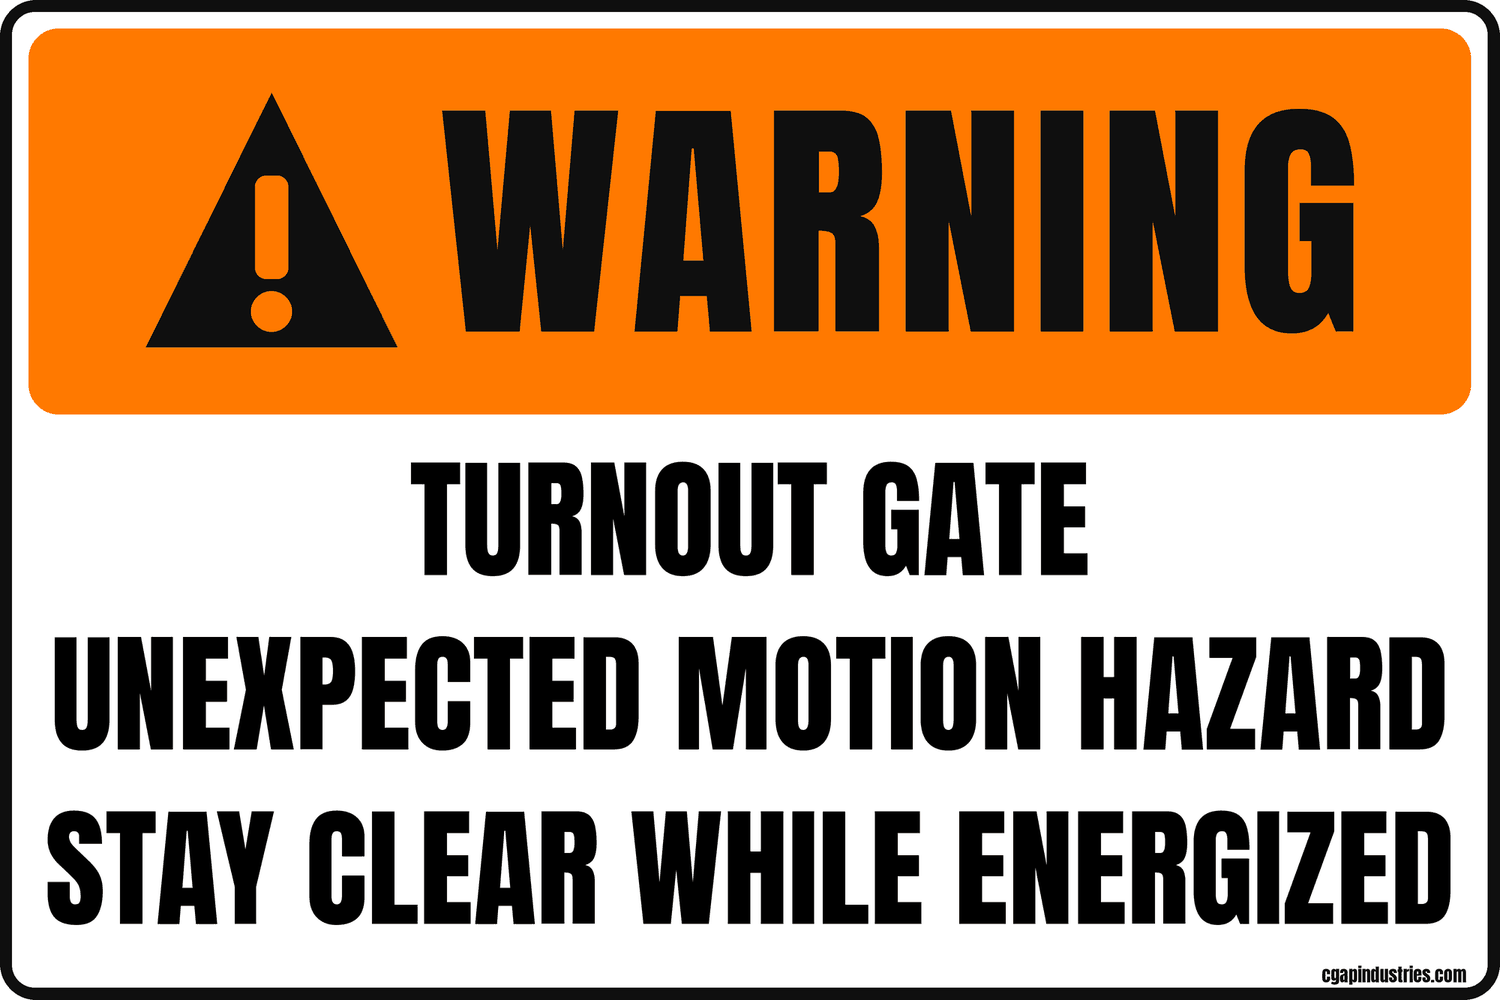 WARNING
TURNOUT GATE
UNEXPECTED MOTION HAZARD
STAY CLEAR WHILE ENERGIZED
cgapindustries.com